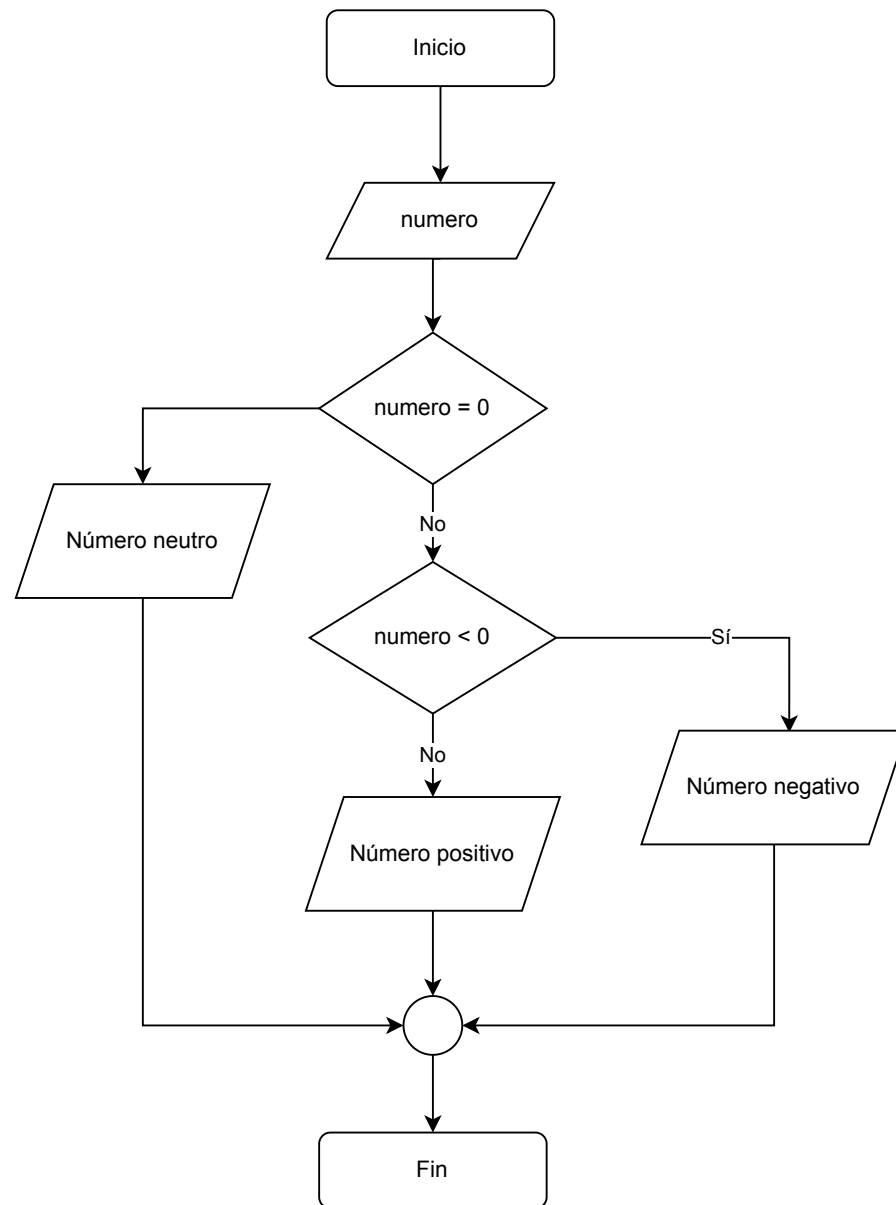 Inicio
numero
numero = 0
Número neutro
No
numero < 0
Sí
No
Número negativo
Número positivo
Fin